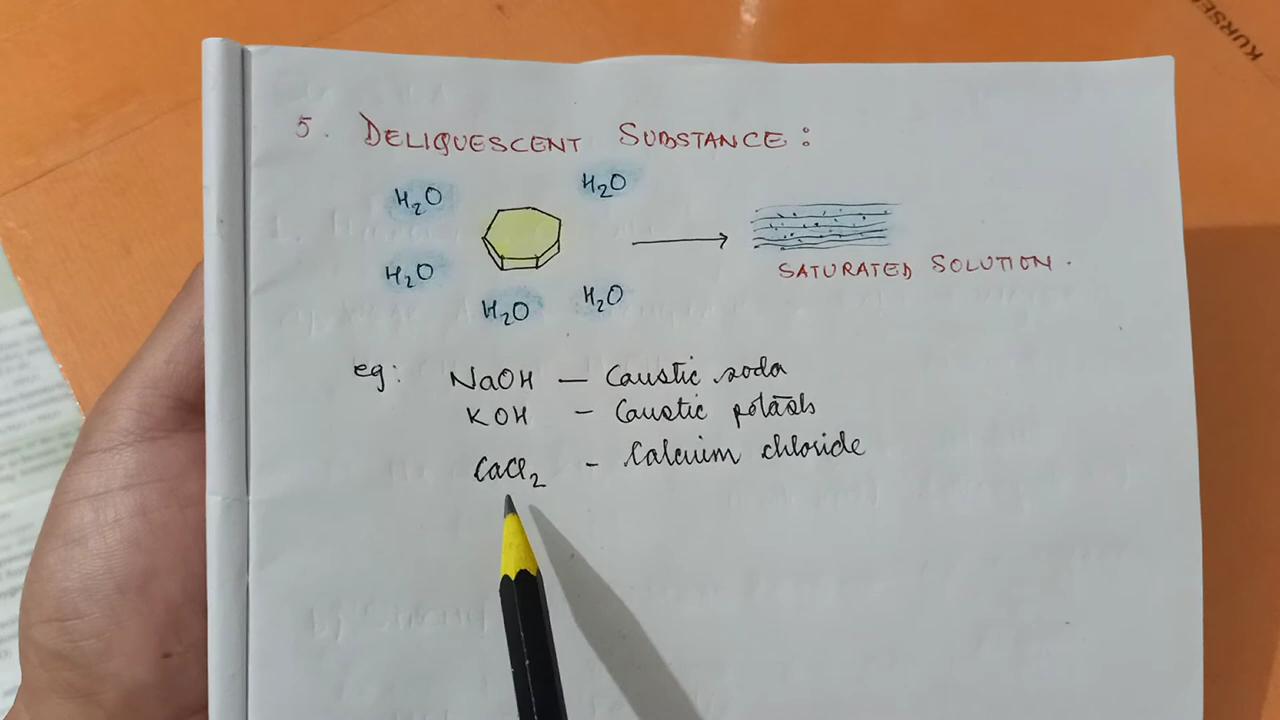 KURSE
5. DELIQUESCENT SUBSTANCE:
H₂O H₂O
H₂O H₂O H₂O
SATURATED SOLUTION.
eg: NaOH — Caustic soda
KOH - Caustic potash
CaCl₂ - Calcium chloride